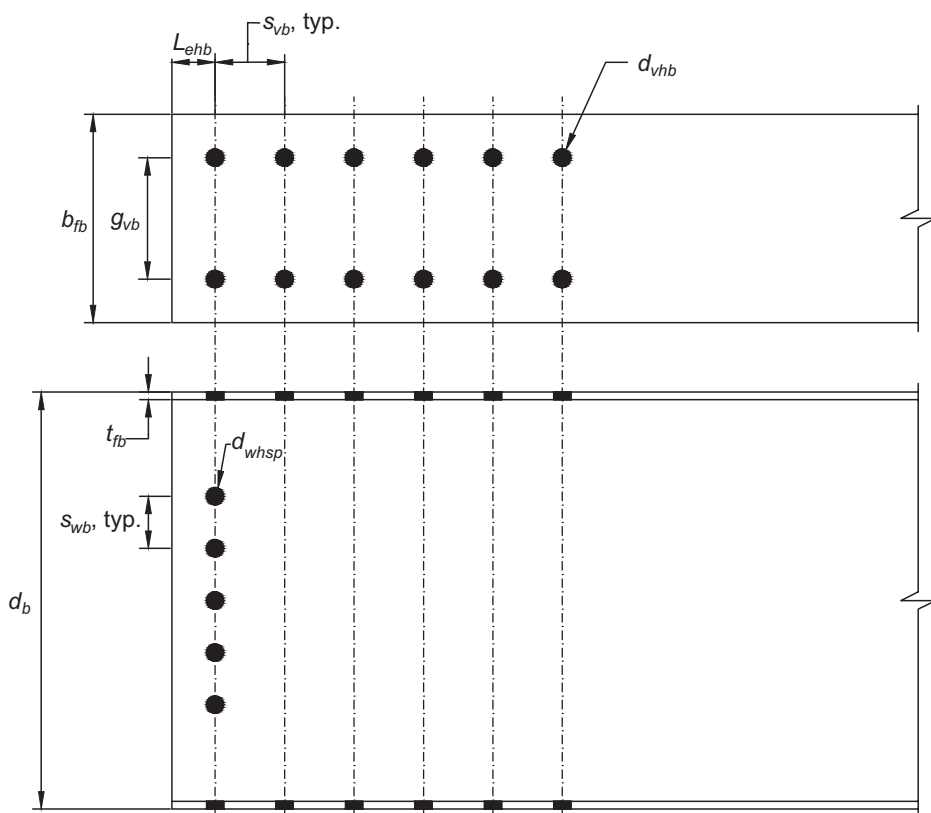 s_vb, typ.
L_ehb
d_vhb
b_fb
g_vb
t_fb
d_whsp
s_wb, typ.
d_b